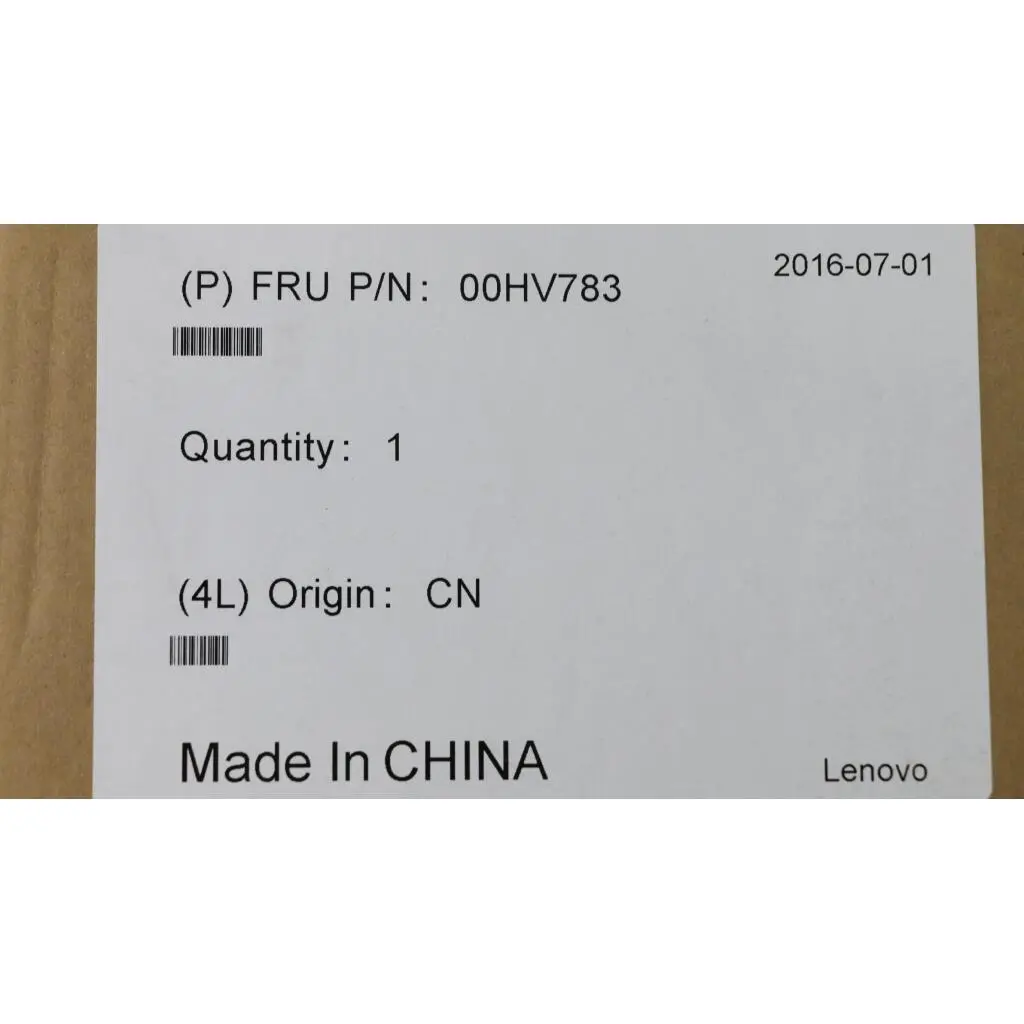 2016-07-01
(P) FRU P/N: 00HV783
Quantity: 1
(4L) Origin: CN
Made In CHINA
Lenovo